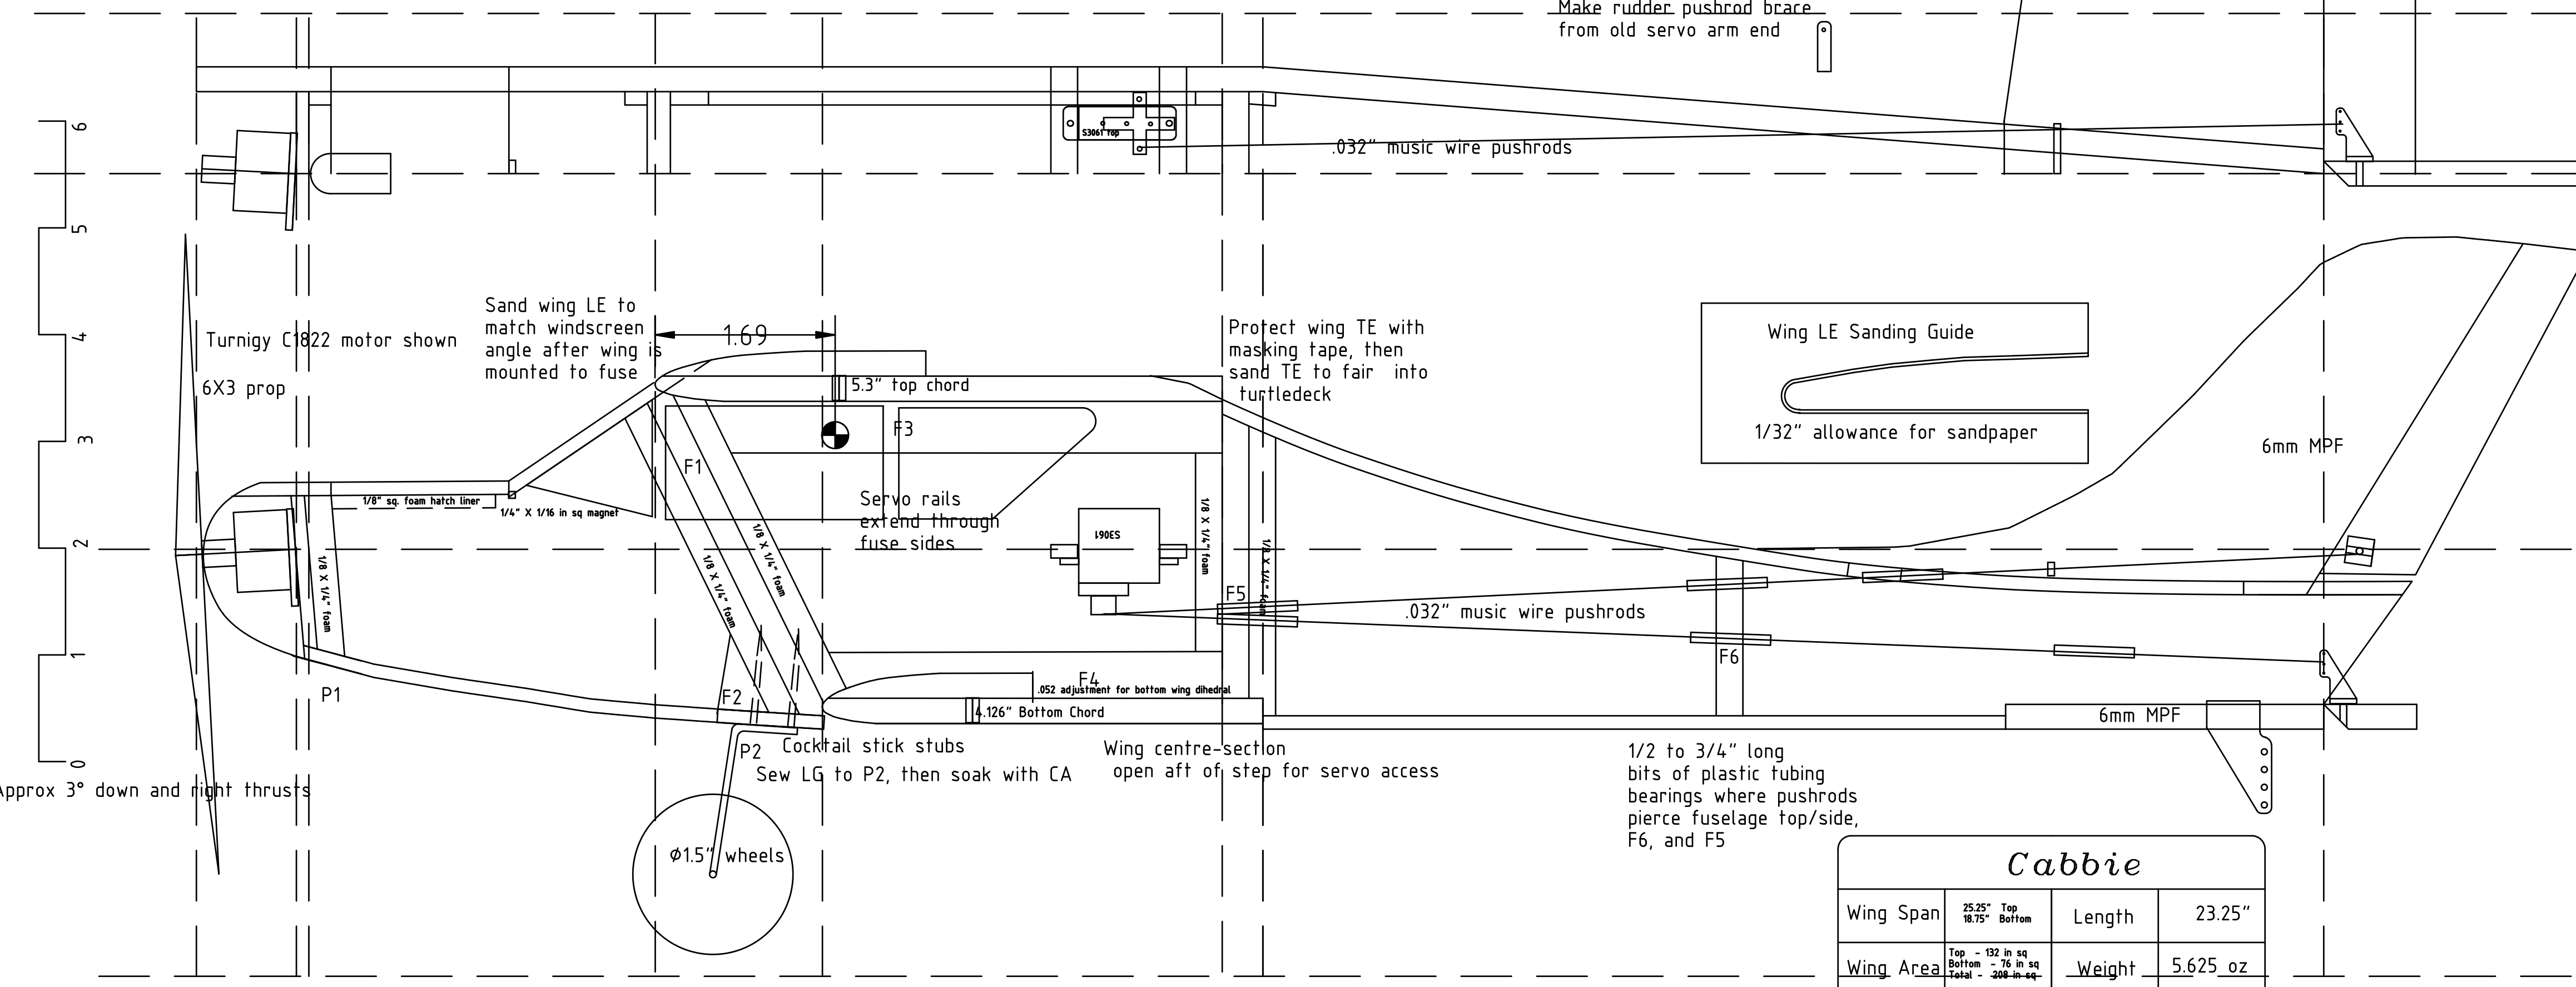 Make rudder pushrod brace
from old servo arm end
6
5
4
3
2
1
0
S3061 top
.032" music wire pushrods
Sand wing LE to
match windscreen
angle after wing is
mounted to fuse
1.69
Turnigy C1822 motor shown
6X3 prop
Protect wing TE with
masking tape, then
sand TE to fair into
turtledeck
Wing LE Sanding Guide
1/32" allowance for sandpaper
6mm MPF
5.3" top chord
F3
F1
1/8" sq. foam hatch liner
1/4" X 1/16 in sq magnet
Servo rails
extend through
fuse sides
S3061
1/8 X 1/4" foam
1/8 X 1/4" foam
1/8 X 1/4" foam
1/8 X 1/4" foam
1/8 X 1/4" foam
F5
.032" music wire pushrods
F6
P1
F2
F4
.052 adjustment for bottom wing dihedral
4.126" Bottom Chord
6mm MPF
P2
Cocktail stick stubs
Sew LG to P2, then soak with CA
Wing centre-section
open aft of step for servo access
Approx 3° down and right thrusts
1/2 to 3/4" long
bits of plastic tubing
bearings where pushrods
pierce fuselage top/side,
F6, and F5
Ø1.5" wheels
Cabbie
Wing Span
25.25" Top
18.75" Bottom
Length
23.25"
Wing Area
Top - 132 in sq
Bottom - 76 in sq
Total - 208 in sq
Weight
5.625 oz